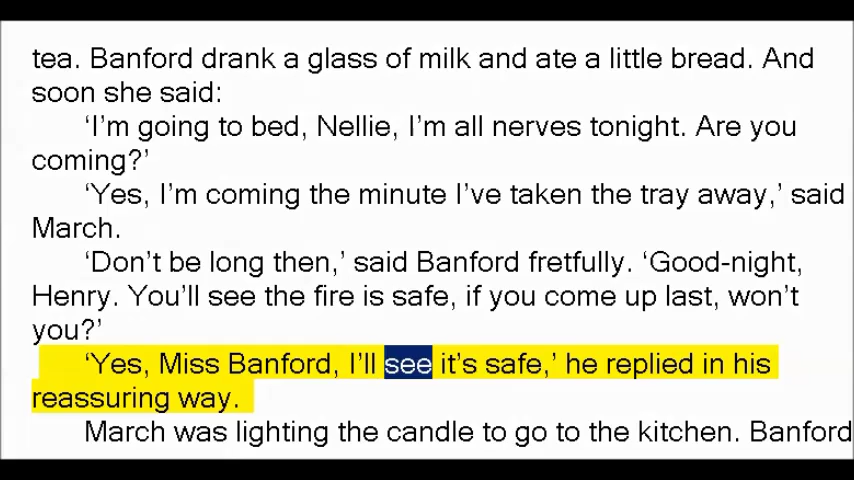 tea. Banford drank a glass of milk and ate a little bread. And
soon she said:
‘I’m going to bed, Nellie, I’m all nerves tonight. Are you
coming?’
‘Yes, I’m coming the minute I’ve taken the tray away,’ said
March.
‘Don’t be long then,’ said Banford fretfully. ‘Good-night,
Henry. You’ll see the fire is safe, if you come up last, won’t
you?’
‘Yes, Miss Banford, I’ll see it’s safe,’ he replied in his
reassuring way.
March was lighting the candle to go to the kitchen. Banford